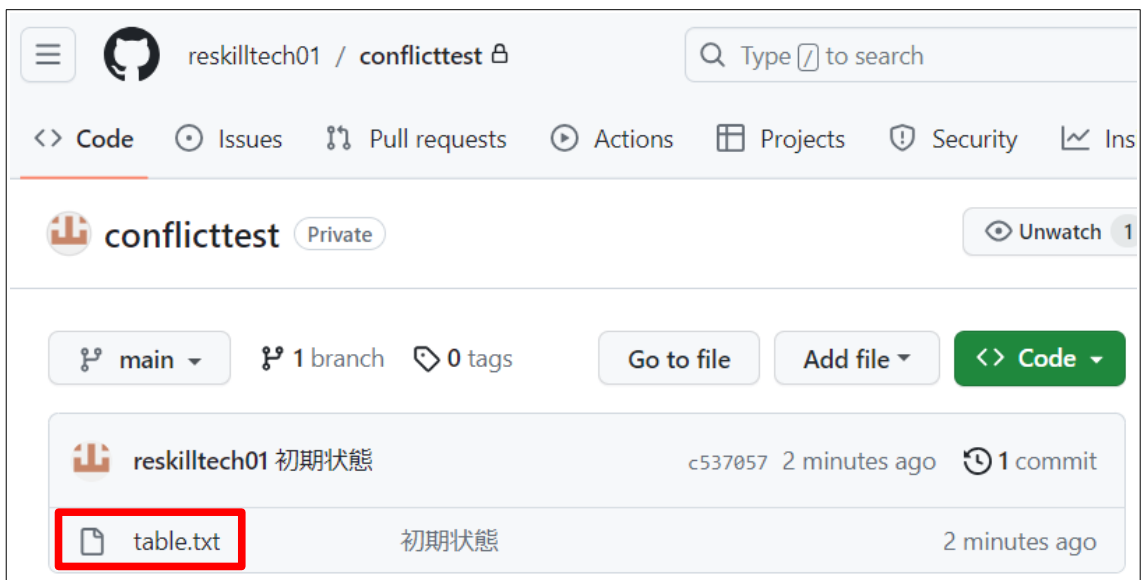 reskilltech01 / conflicttest Type / to search
Code Issues Pull requests Actions Projects Security Ins
conflicttest Private Unwatch 1
main 1 branch 0 tags Go to file Add file Code
reskilltech01 初期状態 c537057 2 minutes ago 1 commit
table.txt 初期状態 2 minutes ago